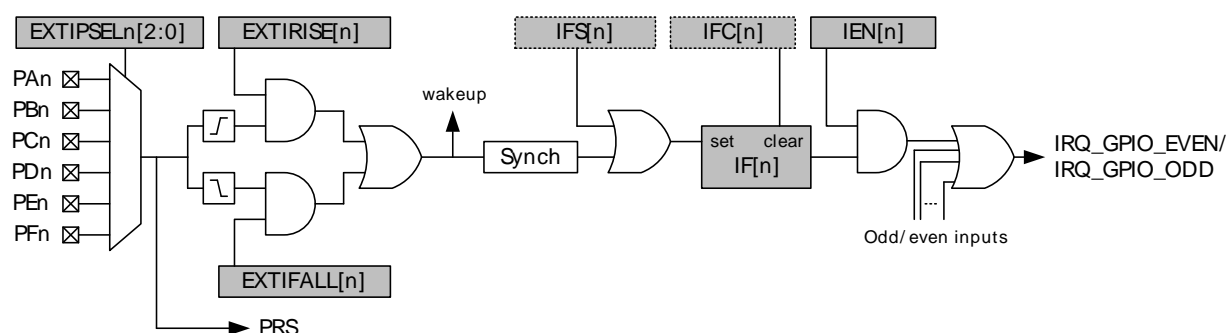 EXTIPSELn[2:0]
EXTIRISE[n]
IFS[n]
IFC[n]
IEN[n]
PAn
PBn
PCn
PDn
PEn
PFn
wakeup
Synch
set clear
IF[n]
IRQ_GPIO_EVEN/
IRQ_GPIO_ODD
...
Odd/even inputs
EXTIFALL[n]
PRS